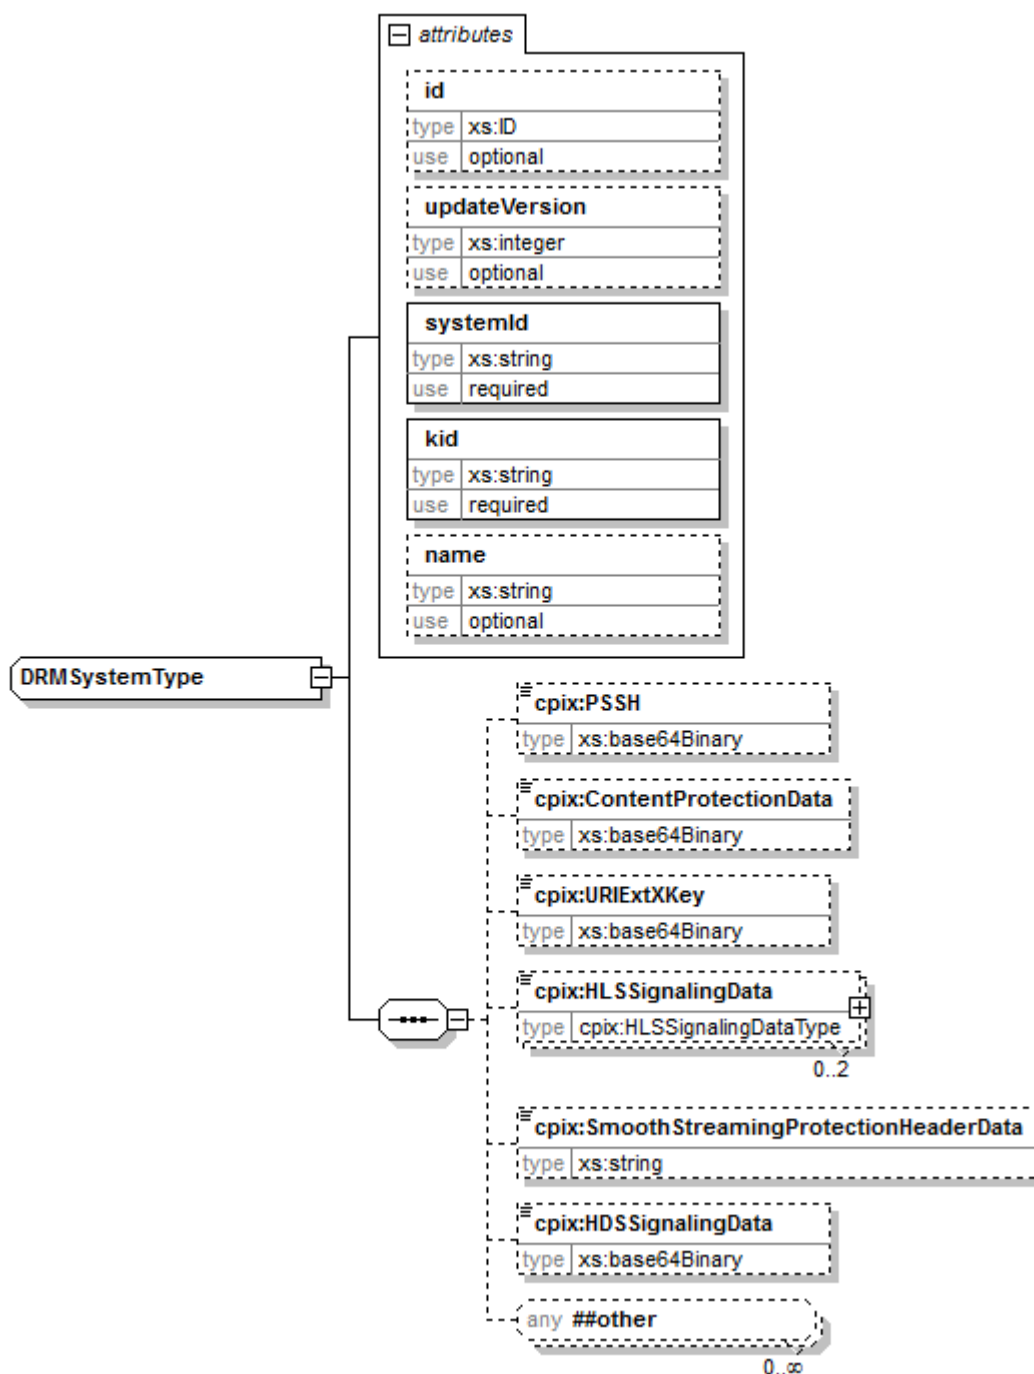 attributes
id
type xs:ID
use optional
updateVersion
type xs:integer
use optional
systemId
type xs:string
use required
kid
type xs:string
use required
name
type xs:string
use optional
DRMSystemType
cpix:PSSH
type xs:base64Binary
cpix:ContentProtectionData
type xs:base64Binary
cpix:URIExtXKey
type xs:base64Binary
cpix:HLSSignalingData
type cpix:HLSSignalingDataType
0..2
cpix:SmoothStreamingProtectionHeaderData
type xs:string
cpix:HDSSignalingData
type xs:base64Binary
any ##other
0..∞